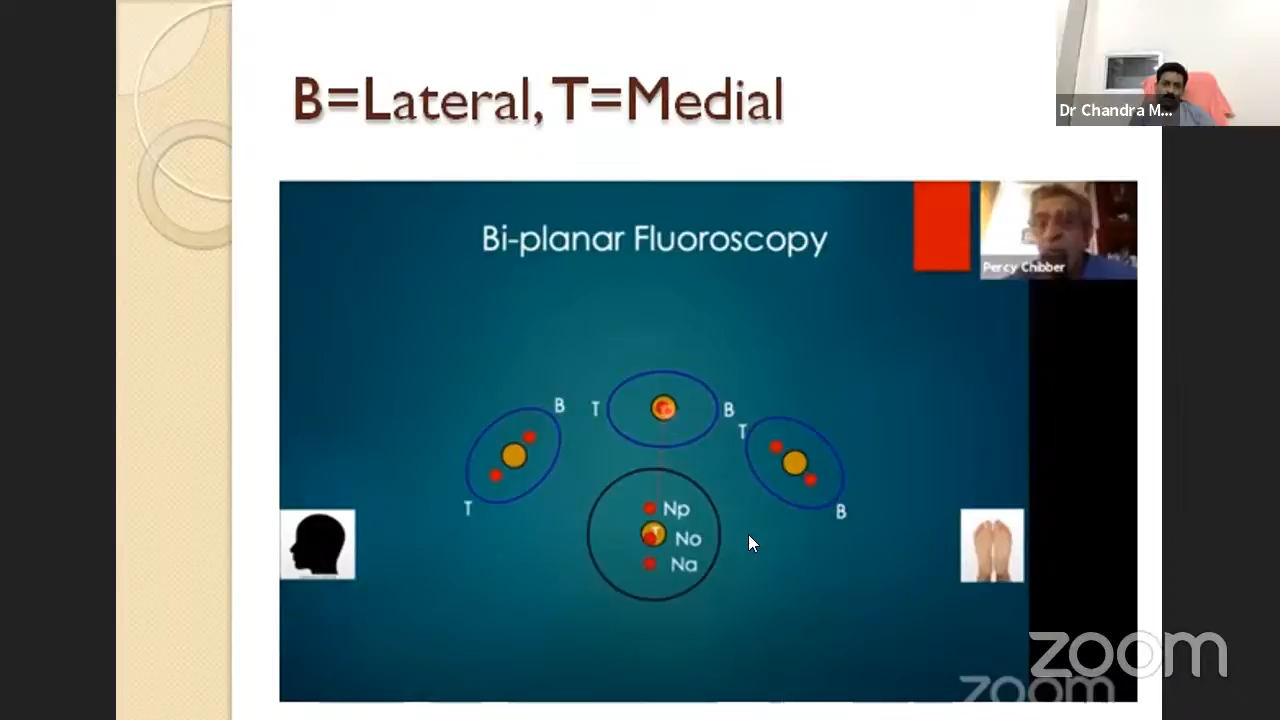 B=Lateral, T=Medial
Dr Chandra M...
Bi-planar Fluoroscopy
Percy Chibber
B
T
B
T
T
B
Np
No
Na
zoom
zoom